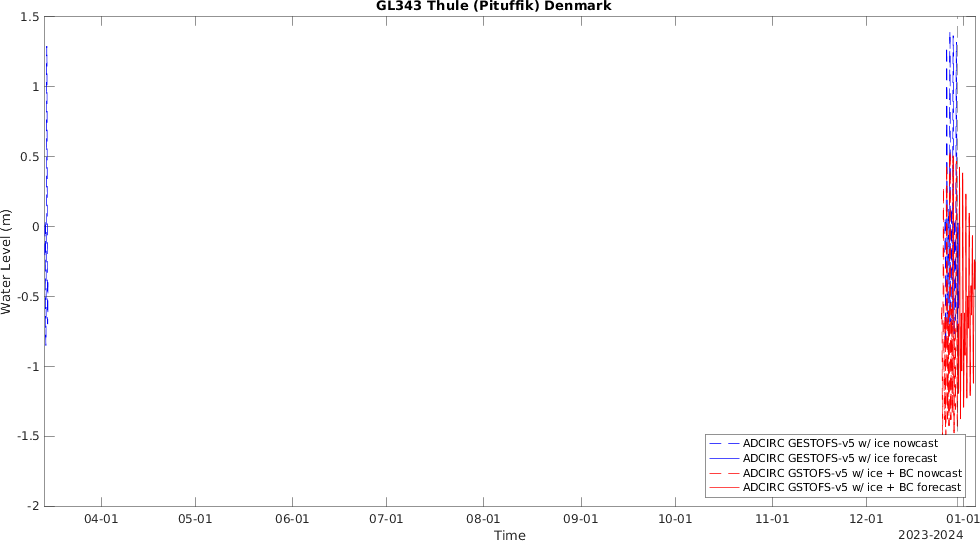 GL343 Thule (Pituffik) Denmark
1.5
1
0.5
0
-0.5
-1
-1.5
-2
Water Level (m)
ADCIRC GESTOFS-v5 w/ ice nowcast
ADCIRC GESTOFS-v5 w/ ice forecast
ADCIRC GSTOFS-v5 w/ ice + BC nowcast
ADCIRC GSTOFS-v5 w/ ice + BC forecast
04-01 05-01 06-01 07-01 08-01 09-01 10-01 11-01 12-01 01-01
Time
2023-2024